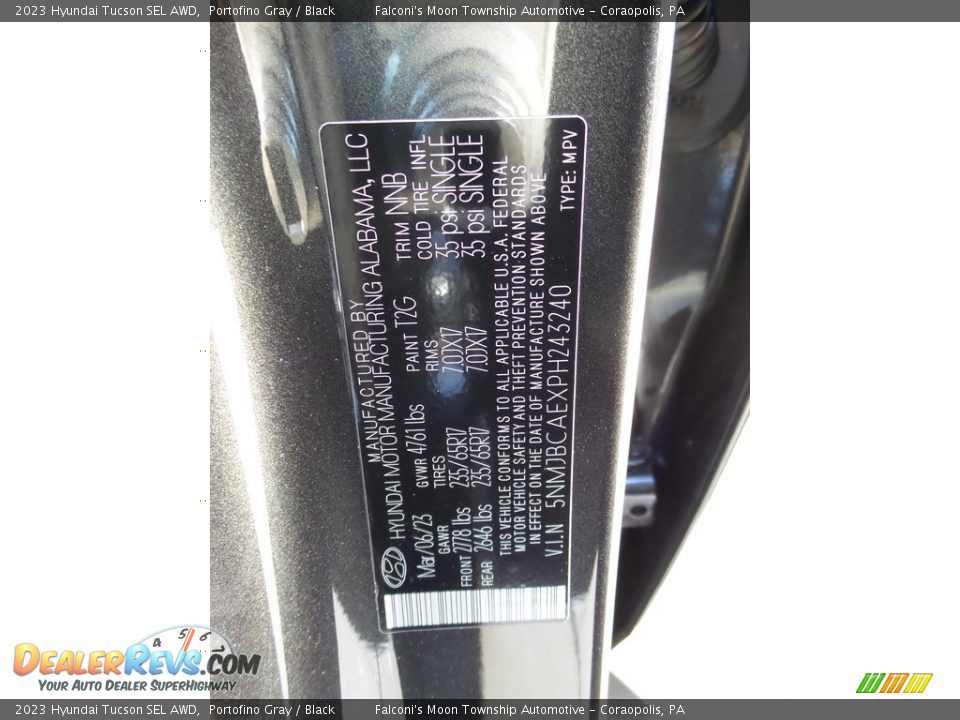 2023 Hyundai Tucson SEL AWD, Portofino Gray / Black Falconi's Moon Township Automotive - Coraopolis, PA
MANUFACTURED BY
HYUNDAI MOTOR MANUFACTURING ALABAMA, LLC
Mar/06/23 GVWR 4761 lbs PAINT T2G TRIM NNB
GAWR TIRES RIMS COLD TIRE INFL
FRONT 2778 lbs 235/65R17 7.0JX17 35 psi SINGLE
REAR 2646 lbs 235/65R17 7.0JX17 35 psi SINGLE
THIS VEHICLE CONFORMS TO ALL APPLICABLE U.S.A. FEDERAL
MOTOR VEHICLE SAFETY AND THEFT PREVENTION STANDARDS
IN EFFECT ON THE DATE OF MANUFACTURE SHOWN ABOVE
V.I.N 5NMJBCAEXPH243240 TYPE: MPV
4 5 6
DealerRevs.com
Your Auto Dealer SuperHighway
2023 Hyundai Tucson SEL AWD, Portofino Gray / Black Falconi's Moon Township Automotive - Coraopolis, PA